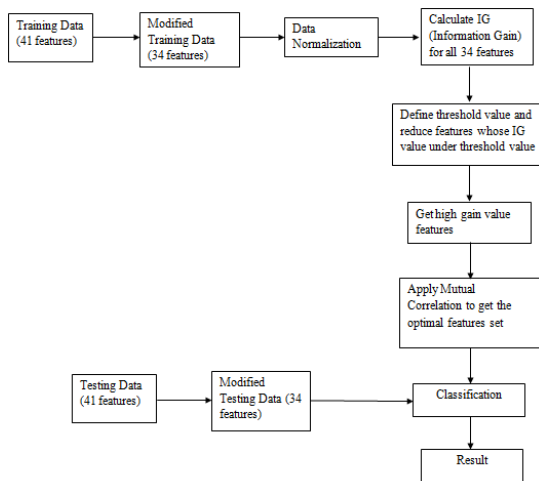 Training Data
(41 features)
Modified
Training Data
(34 features)
Data
Normalization
Calculate IG
(Information Gain)
for all 34 features
Define threshold value and
reduce features whose IG
value under threshold value
Get high gain value
features
Apply Mutual
Correlation to get the
optimal features set
Testing Data
(41 features)
Modified
Testing Data (34
features)
Classification
Result